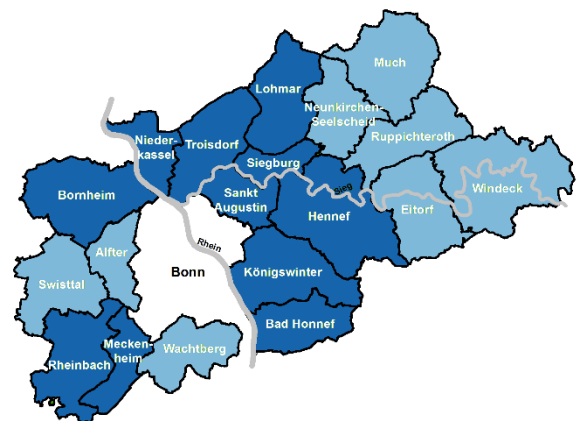 Much
Lohmar
Neunkirchen-
Seelscheid
Nieder-
kassel
Troisdorf
Ruppichteroth
Siegburg
Bornheim
Sankt
Augustin
Sieg
Hennef
Eitorf
Windeck
Alfter
Rhein
Bonn
Königswinter
Swisttal
Bad Honnef
Mecken-
heim
Rheinbach
Wachtberg